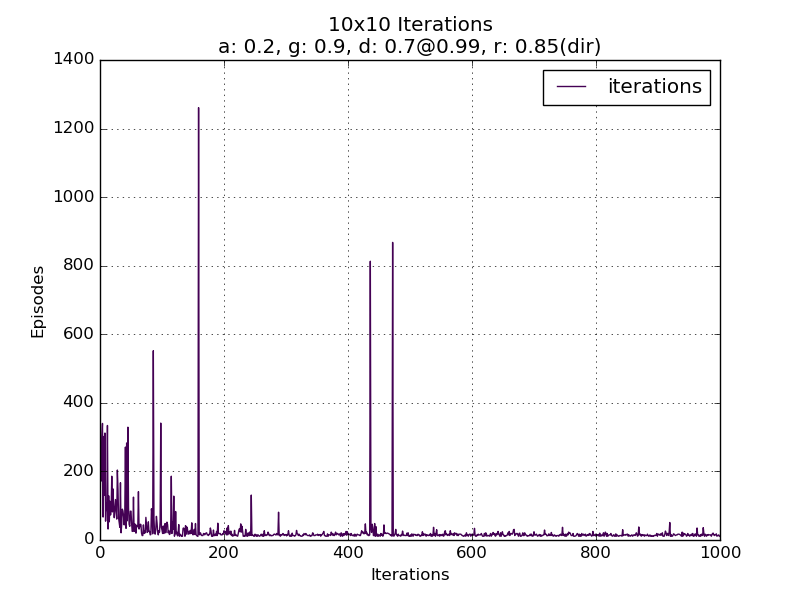 10x10 Iterations
a: 0.2, g: 0.9, d: 0.7@0.99, r: 0.85(dir)
iterations
1400
1200
1000
800
600
400
200
0
Episodes
0 200 400 600 800 1000
Iterations